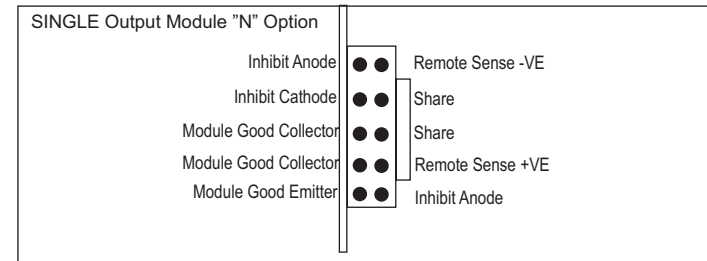 SINGLE Output Module ”N” Option
Inhibit Anode Remote Sense -VE
Inhibit Cathode Share
Module Good Collector Share
Module Good Collector Remote Sense +VE
Module Good Emitter Inhibit Anode